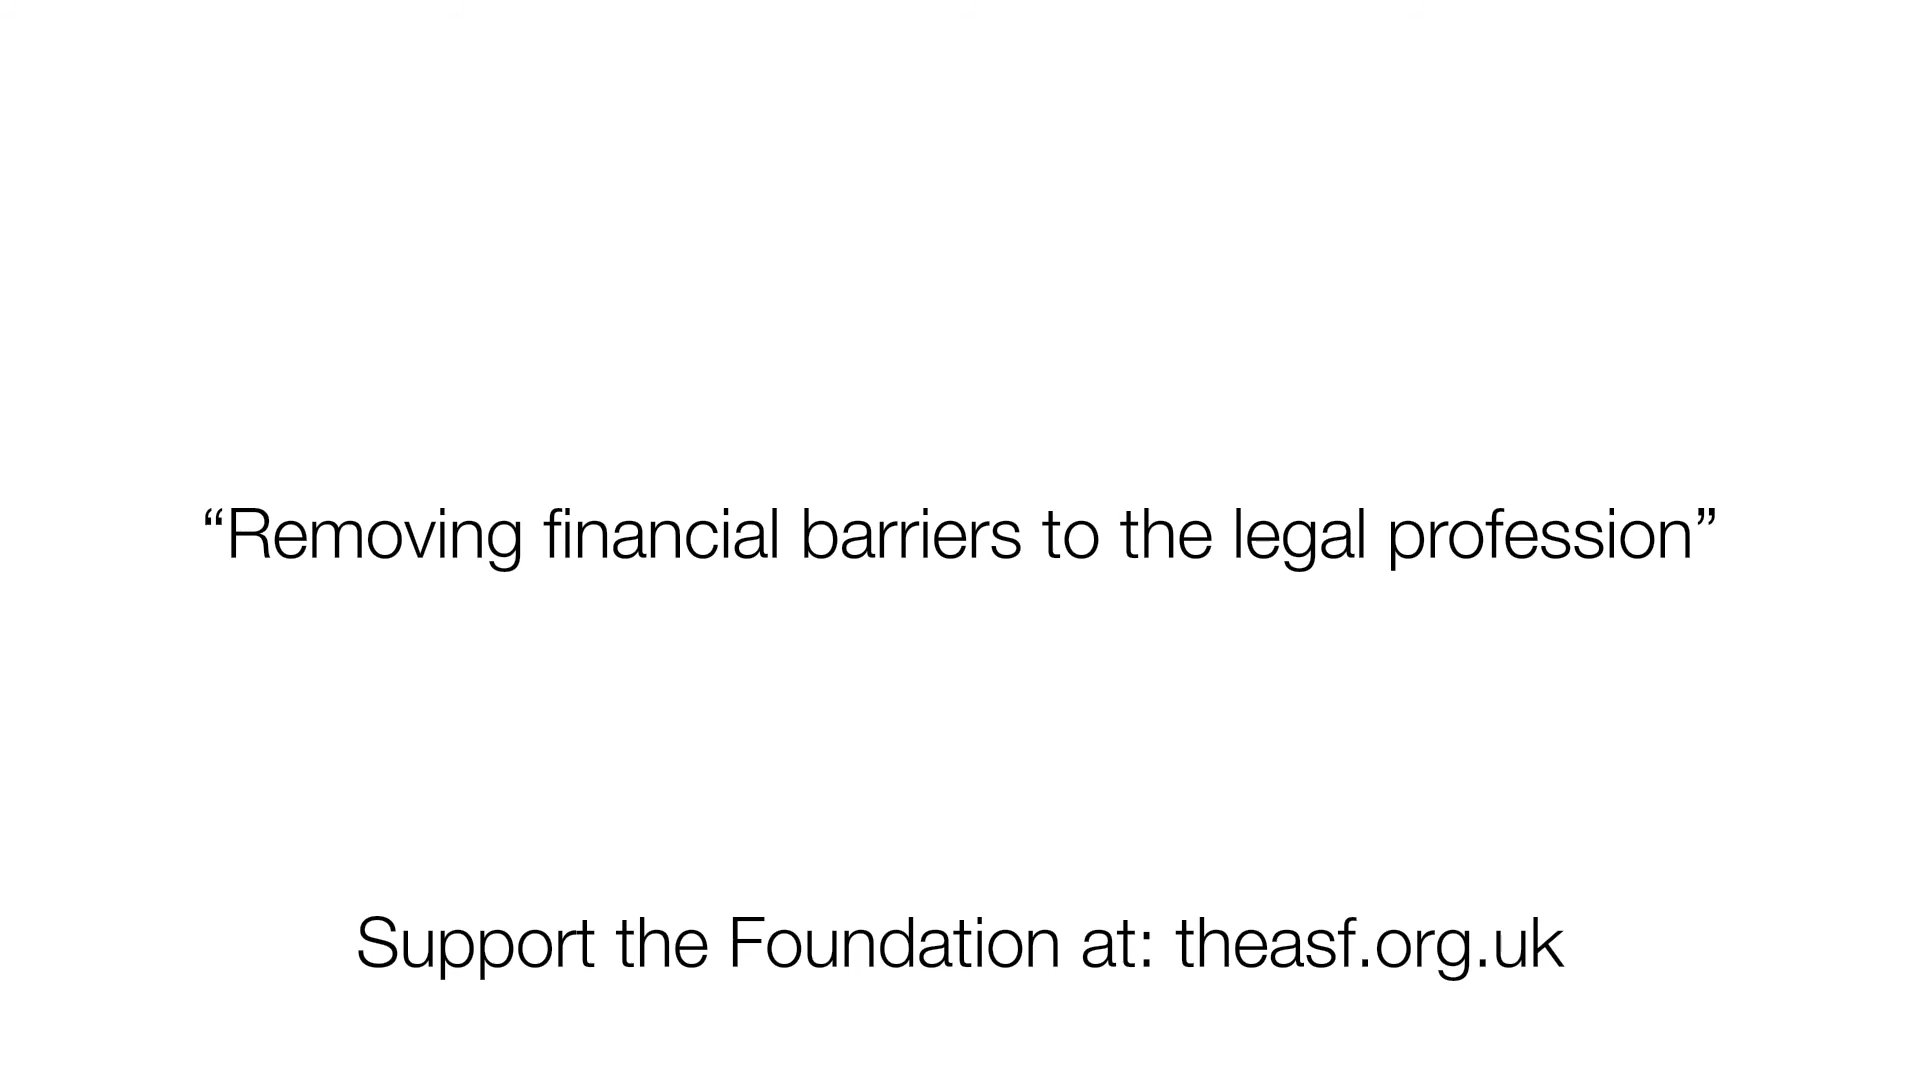 “Removing financial barriers to the legal profession”
Support the Foundation at: theasf.org.uk